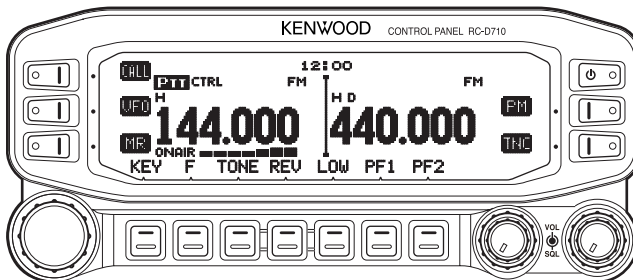 KENWOOD CONTROL PANEL RC-D710
12:00
CALL PTT CTRL FM FM
H H D
VFO 144.000 440.000 PM
MR TNC
ONAIR
KEY F TONE REV LOW PF1 PF2
VOL
SQL